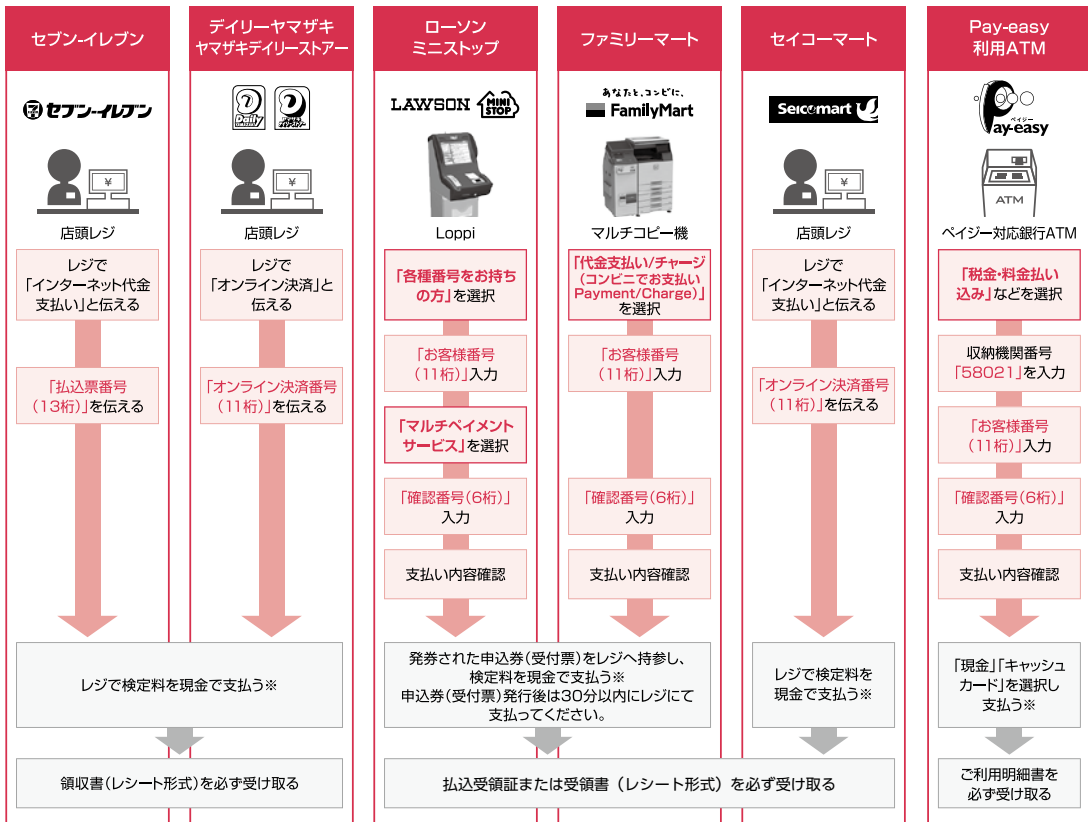 セブン-イレブン
セブン-イレブン
店頭レジ
レジで
「インターネット代金
支払い」と伝える
「払込票番号
(13桁)」を伝える
デイリーヤマザキ
ヤマザキデイリーストアー
Daily
店頭レジ
レジで
「オンライン決済」と
伝える
「オンライン決済番号
(11桁)」を伝える
レジで検定料を現金で支払う※
領収書(レシート形式)を必ず受け取る
ローソン
ミニストップ
LAWSON
MINI
STOP
Loppi
「各種番号をお持ち
の方」を選択
「お客様番号
(11桁)」入力
「マルチペイメント
サービス」を選択
「確認番号(6桁)」
入力
支払い内容確認
ファミリーマート
あなたと、コンビに、
FamilyMart
マルチコピー機
「代金支払い/チャージ
(コンビニでお支払い
Payment/Charge)」
を選択
「お客様番号
(11桁)」入力
「確認番号(6桁)」
入力
支払い内容確認
発券された申込券(受付票)をレジへ持参し、
検定料を現金で支払う※
申込券(受付票)発行後は30分以内にレジにて
支払ってください。
セイコーマート
Seicomart
店頭レジ
レジで
「インターネット代金
支払い」と伝える
「オンライン決済番号
(11桁)」を伝える
レジで検定料を
現金で支払う※
払込受領証または受領書(レシート形式)を必ず受け取る
Pay-easy
利用ATM
ペイジー
Pay-easy
ATM
ペイジー対応銀行ATM
「税金・料金払い
込み」などを選択
収納機関番号
「58021」を入力
「お客様番号
(11桁)」入力
「確認番号(6桁)」
入力
支払い内容確認
「現金」「キャッシュ
カード」を選択し
支払う※
ご利用明細書を
必ず受け取る